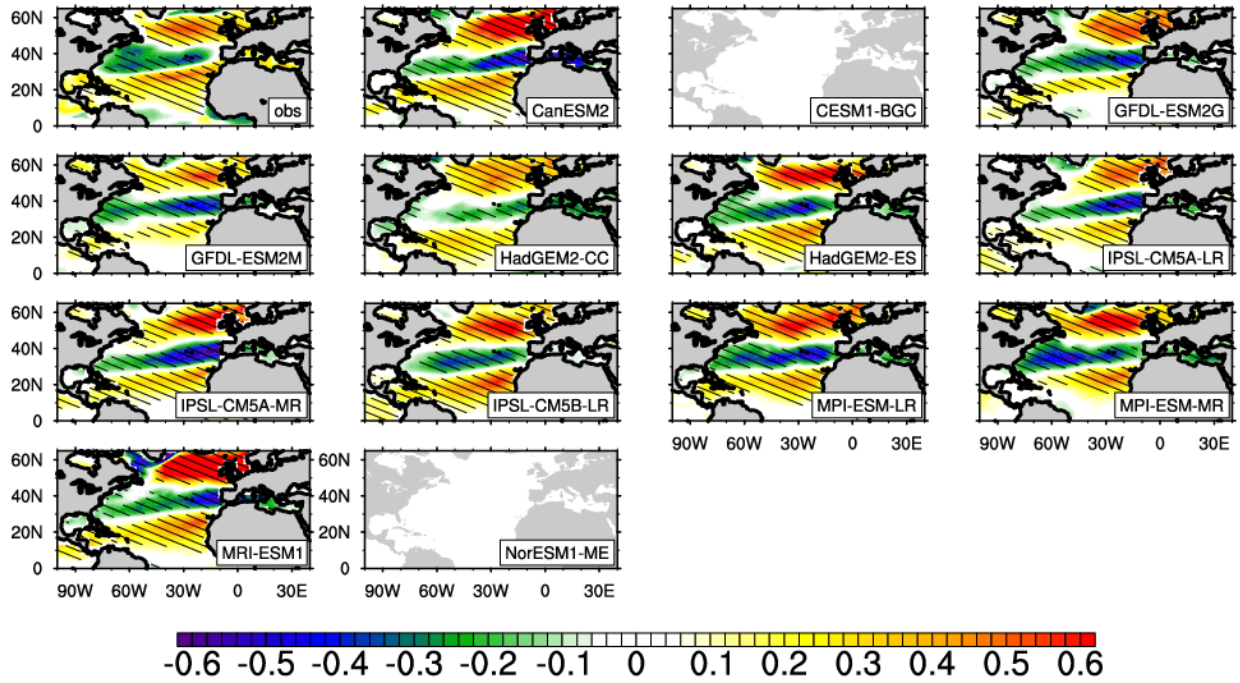 60N
40N
20N
0
obs
CanESM2
CESM1-BGC
GFDL-ESM2G
60N
40N
20N
0
GFDL-ESM2M
HadGEM2-CC
HadGEM2-ES
IPSL-CM5A-LR
60N
40N
20N
0
IPSL-CM5A-MR
IPSL-CM5B-LR
MPI-ESM-LR
MPI-ESM-MR
90W 60W 30W 0 30E 90W 60W 30W 0 30E
60N
40N
20N
0
MRI-ESM1
NorESM1-ME
90W 60W 30W 0 30E 90W 60W 30W 0 30E
-0.6 -0.5 -0.4 -0.3 -0.2 -0.1 0 0.1 0.2 0.3 0.4 0.5 0.6